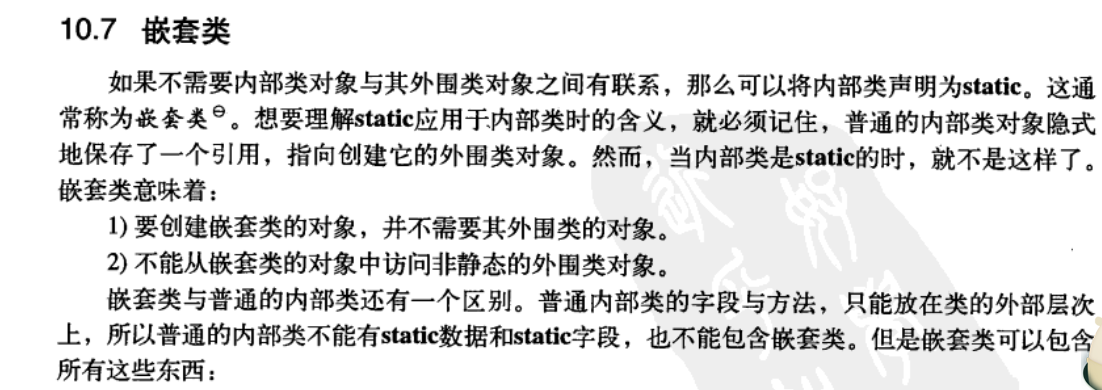 10.7 嵌套类
如果不需要内部类对象与其外围类对象之间有联系，那么可以将内部类声明为static。这通
常称为嵌套类⊖。想要理解static应用于内部类时的含义，就必须记住，普通的内部类对象隐式
地保存了一个引用，指向创建它的外围类对象。然而，当内部类是static的时，就不是这样了。
嵌套类意味着：
1) 要创建嵌套类的对象，并不需要其外围类的对象。
2) 不能从嵌套类的对象中访问非静态的外围类对象。
嵌套类与普通的内部类还有一个区别。普通内部类的字段与方法，只能放在类的外部层次
上，所以普通的内部类不能有static数据和static字段，也不能包含嵌套类。但是嵌套类可以包含
所有这些东西：